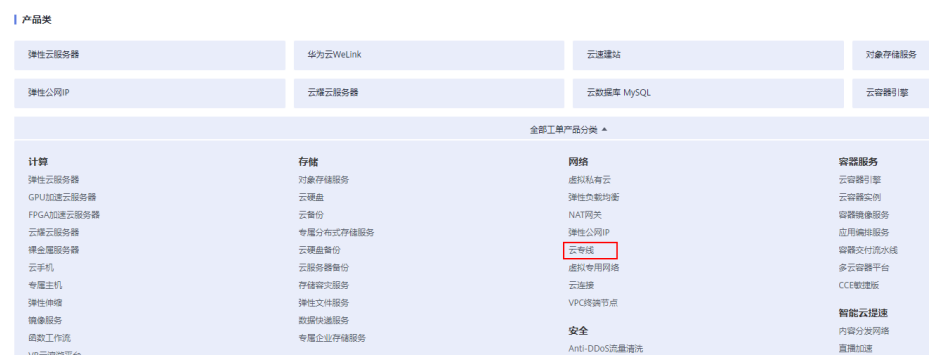 产品类
弹性云服务器 华为云WeLink 云速建站 对象存储服务
弹性公网IP 云耀云服务器 云数据库 MySQL 云容器引擎
全部工单产品分类
计算 存储 网络 容器服务
弹性云服务器 对象存储服务 虚拟私有云 云容器引擎
GPU加速云服务器 云硬盘 弹性负载均衡 云容器实例
FPGA加速云服务器 云备份 NAT网关 容器镜像服务
云耀云服务器 专属分布式存储服务 弹性公网IP 应用编排服务
裸金属服务器 云硬盘备份 云专线 容器交付流水线
云手机 云服务器备份 虚拟专用网络 多云容器平台
专属主机 存储容灾服务 云连接 CCE敏捷版
弹性伸缩 弹性文件服务 VPC终端节点
镜像服务 数据快递服务 智能云提速
函数工作流 专属企业存储服务 安全 内容分发网络
Anti-DDoS流量清洗 直播加速